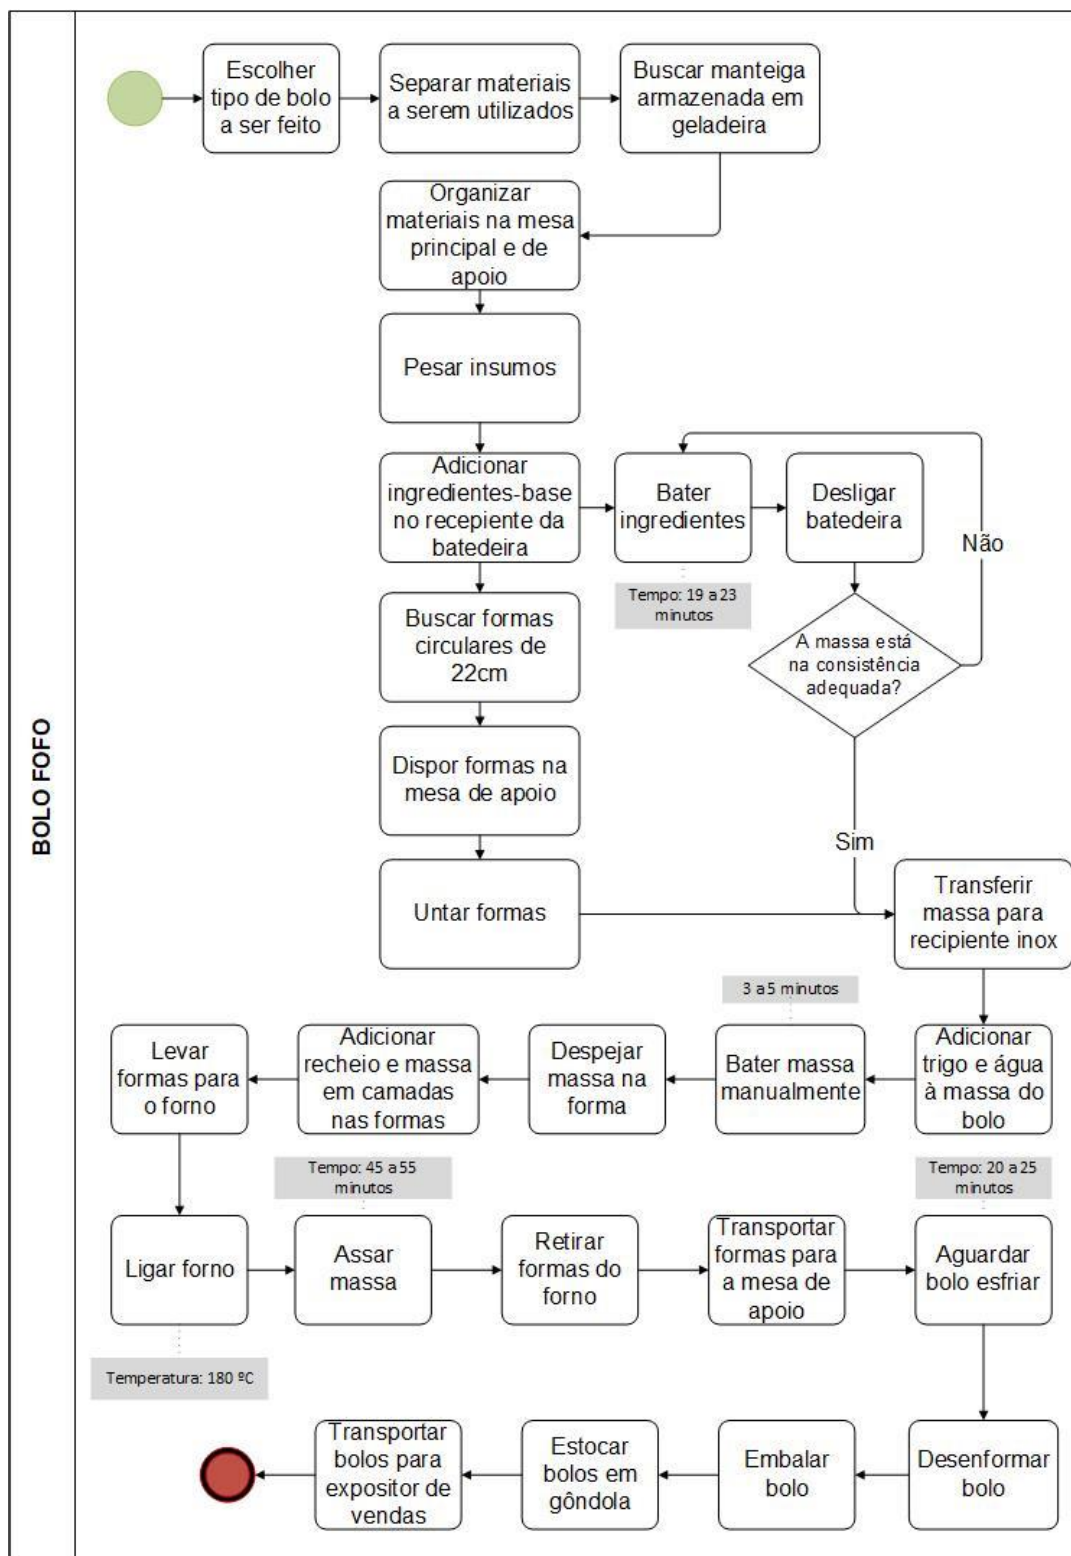 BOLO FOFO
Escolher
tipo de bolo
a ser feito
Separar materiais
a serem utilizados
Buscar manteiga
armazenada em
geladeira
Organizar
materiais na mesa
principal e de
apoio
Pesar insumos
Adicionar
ingredientes-base
no recepiente da
batedeira
Bater
ingredientes
Tempo: 19 a 23
minutos
Desligar
batedeira
Não
A massa está
na consistência
adequada?
Sim
Buscar formas
circulares de
22cm
Dispor formas na
mesa de apoio
Untar formas
Transferir
massa para
recipiente inox
Adicionar
trigo e água
à massa do
bolo
3 a 5 minutos
Bater massa
manualmente
Despejar
massa na
forma
Adicionar
recheio e massa
em camadas
nas formas
Levar
formas para
o forno
Ligar forno
Temperatura: 180 ºC
Tempo: 45 a 55
minutos
Assar
massa
Retirar
formas do
forno
Transportar
formas para
a mesa de
apoio
Tempo: 20 a 25
minutos
Aguardar
bolo esfriar
Desenformar
bolo
Embalar
bolo
Estocar
bolos em
gôndola
Transportar
bolos para
expositor de
vendas